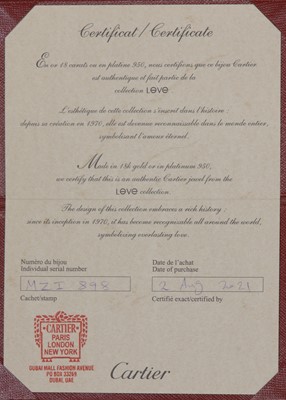 Certificat / Certificate
En or 18 carats ou en platine 950, nous certifions que ce bijou Cartier
est authentique et fait partie de la
collection LOVE
L'esthétique de cette collection s'inscrit dans l'histoire :
depuis sa création en 1970, elle est devenue reconnaissable dans le monde entier,
symbolisant l'amour éternel.
Made in 18k gold or in platinum 950,
we certify that this is an authentic Cartier jewel from the
LOVE collection.
The design of this collection embraces a rich history
since its inception in 1970, it has become recognisable all around the world,
symbolizing everlasting love.
Numéro du bijou
Individual serial number
Date de l'achat
Date of purchase
MZI 898
2 Aug 2021
Cachet/stamp
Certifié exact/certified by
CARTIER
PARIS
LONDON
NEW YORK
DUBAI MALL FASHION AVENUE
PO BOX 33269
DUBAI, UAE
Cartier